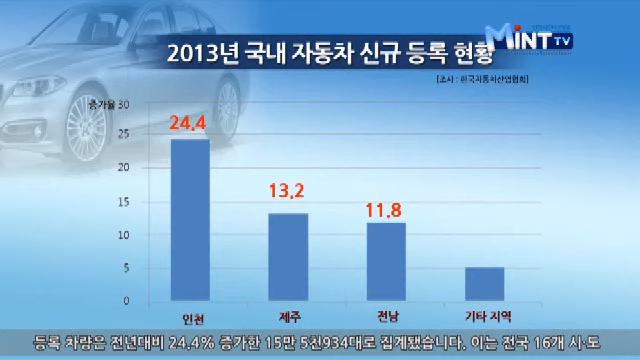 MINT TV
2013년 국내 자동차 신규 등록 현황
[조사 : 한국자동차산업협회]
증가율 30
25
20
15
10
5
0
24.4
13.2
11.8
인천 제주 전남 기타 지역
등록 차량은 전년대비 24.4% 증가한 15만 5천934대로 집계됐습니다. 이는 전국 16개 시·도